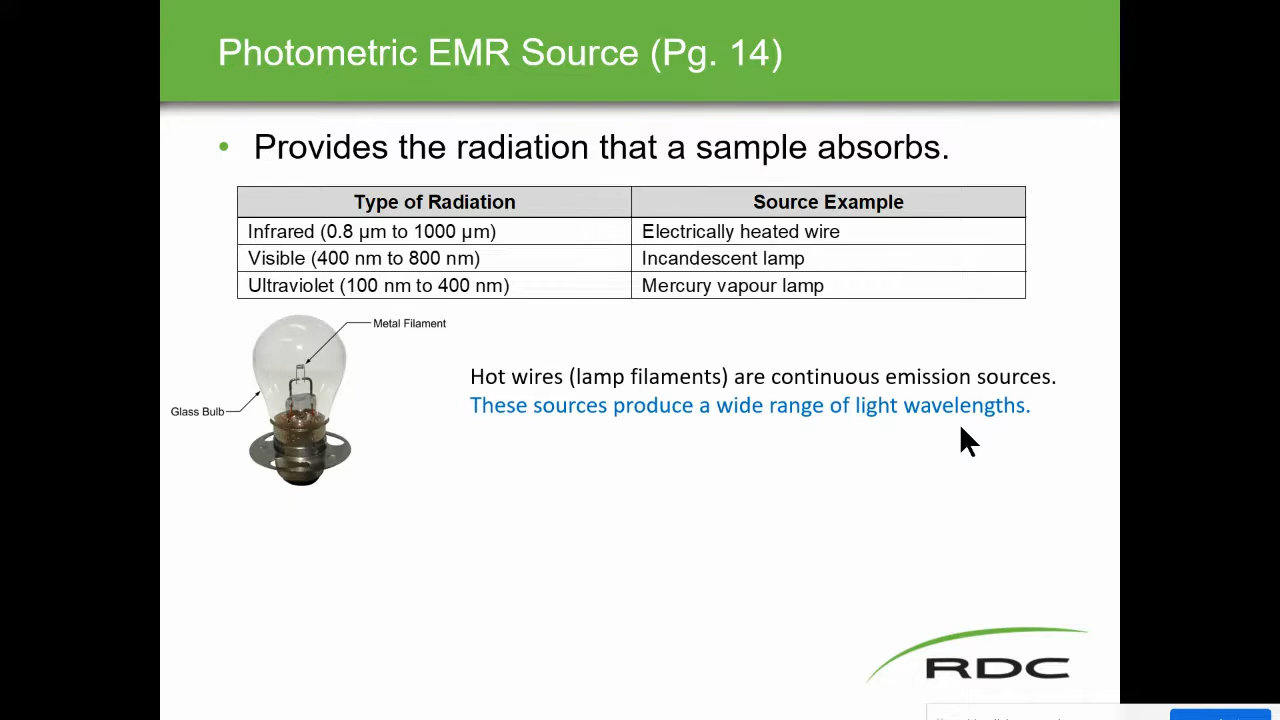 Photometric EMR Source (Pg. 14)
• Provides the radiation that a sample absorbs.
Type of Radiation Source Example
Infrared (0.8 µm to 1000 µm) Electrically heated wire
Visible (400 nm to 800 nm) Incandescent lamp
Ultraviolet (100 nm to 400 nm) Mercury vapour lamp
Metal Filament
Glass Bulb
Hot wires (lamp filaments) are continuous emission sources.
These sources produce a wide range of light wavelengths.
RDC